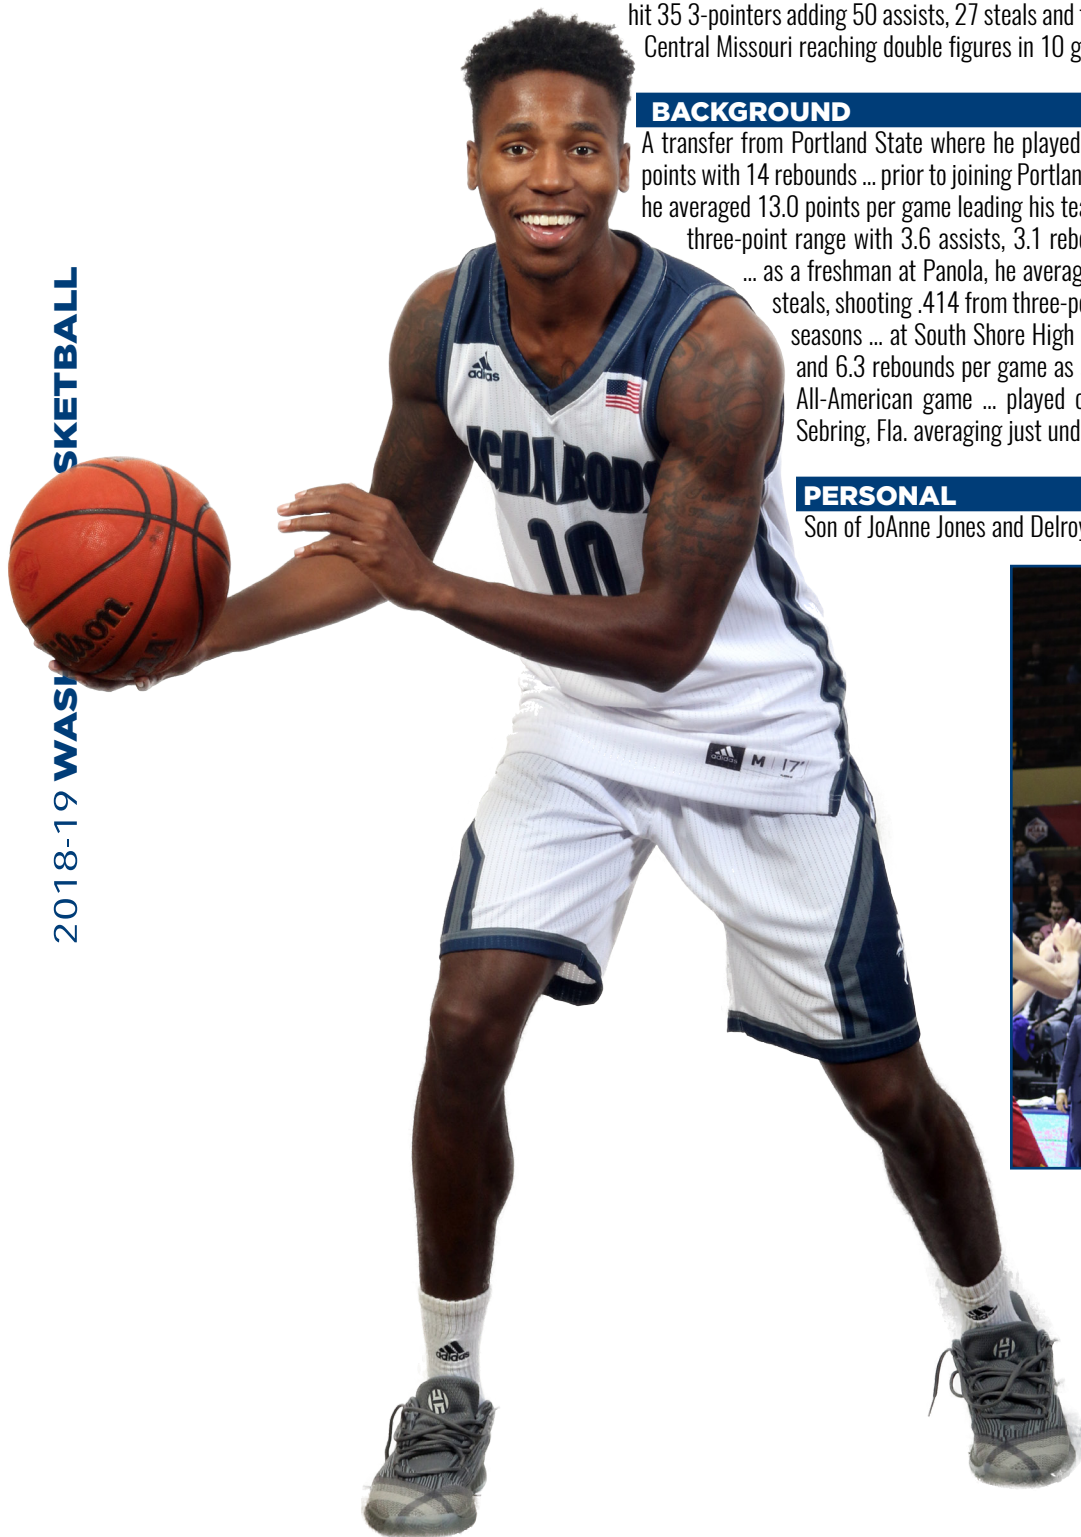 hit 35 3-pointers adding 50 assists, 27 steals and
Central Missouri reaching double figures in 10
BACKGROUND
A transfer from Portland State where he played
points with 14 rebounds ... prior to joining
he averaged 13.0 points per game leading his
three-point range with 3.6 assists, 3.1
... as a freshman at Panola, he
steals, shooting .414 from
seasons ... at South Shore High
and 6.3 rebounds per game as
All-American game ... played
Sebring, Fla. averaging just
PERSONAL
Son of JoAnne Jones and
2018-19
adidas
ICHABODS
10
adidas M 17"
adidas